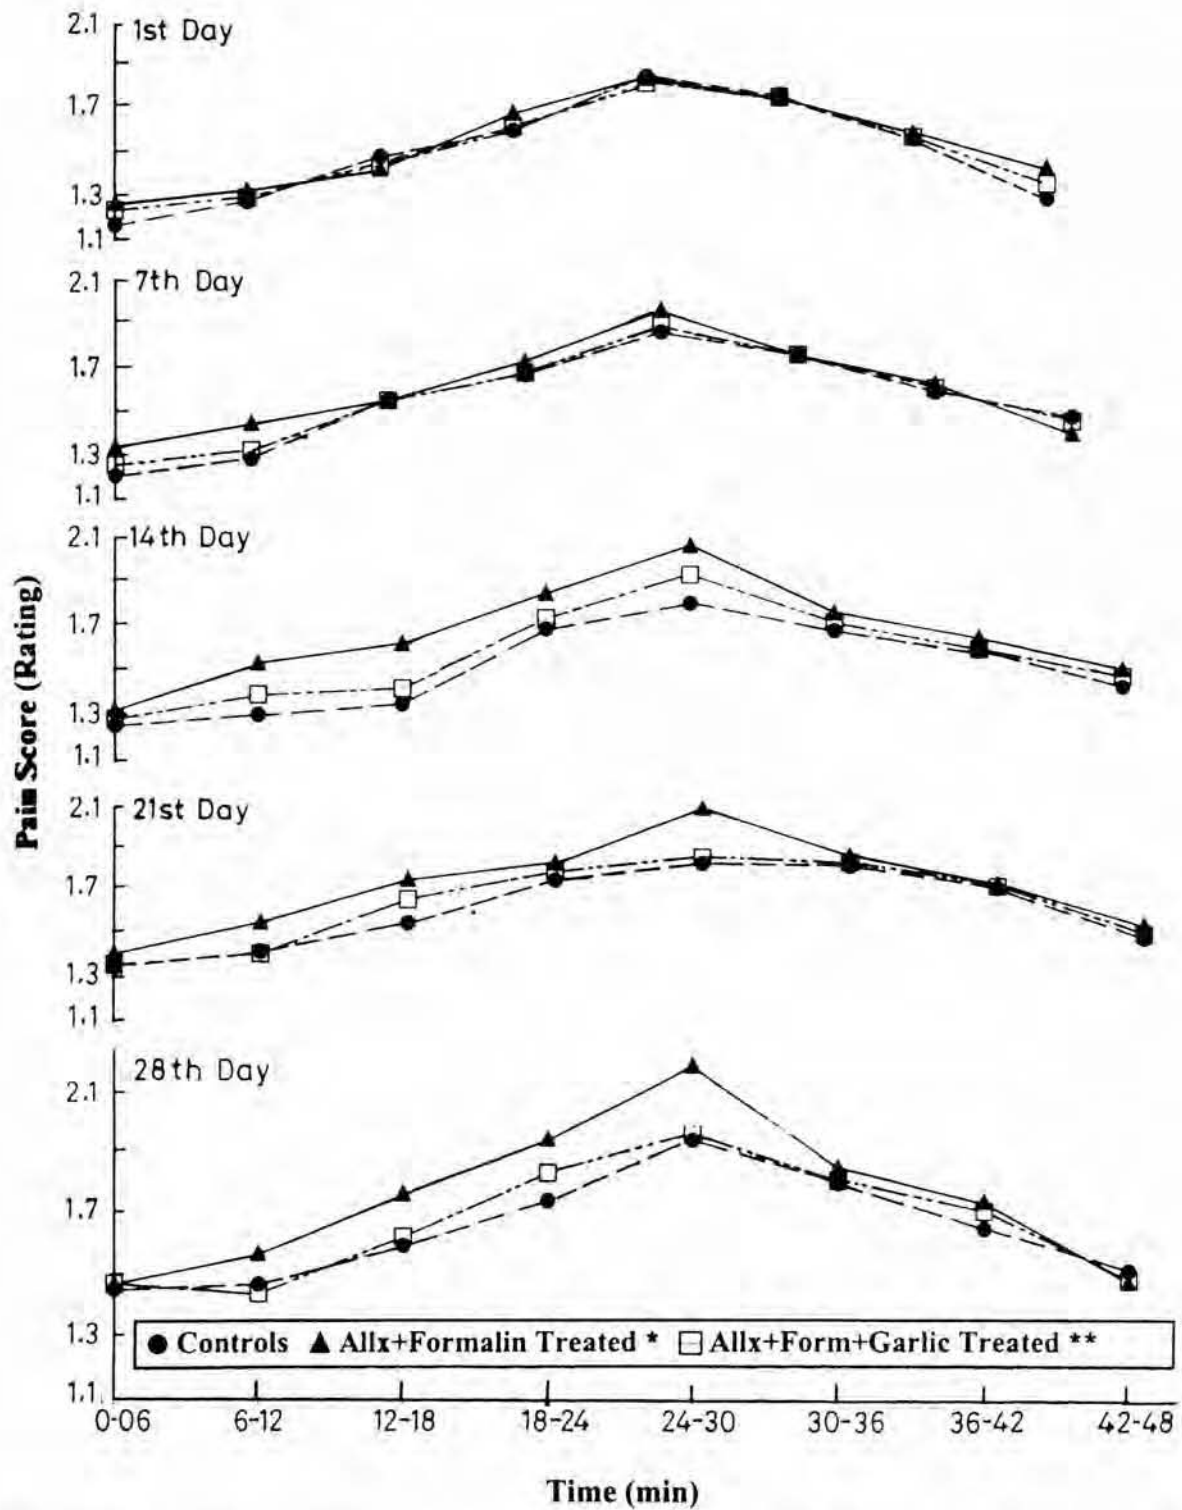 2.1
1st Day
1.7
1.3
1.1
2.1
7th Day
1.7
1.3
1.1
2.1
14th Day
1.7
1.3
1.1
2.1
21st Day
1.7
1.3
1.1
28th Day
2.1
1.7
1.3
1.1
Pain Score (Rating)
Controls Allx+Formalin Treated * Allx+Form+Garlic Treated **
0-06 6-12 12-18 18-24 24-30 30-36 36-42 42-48
Time (min)